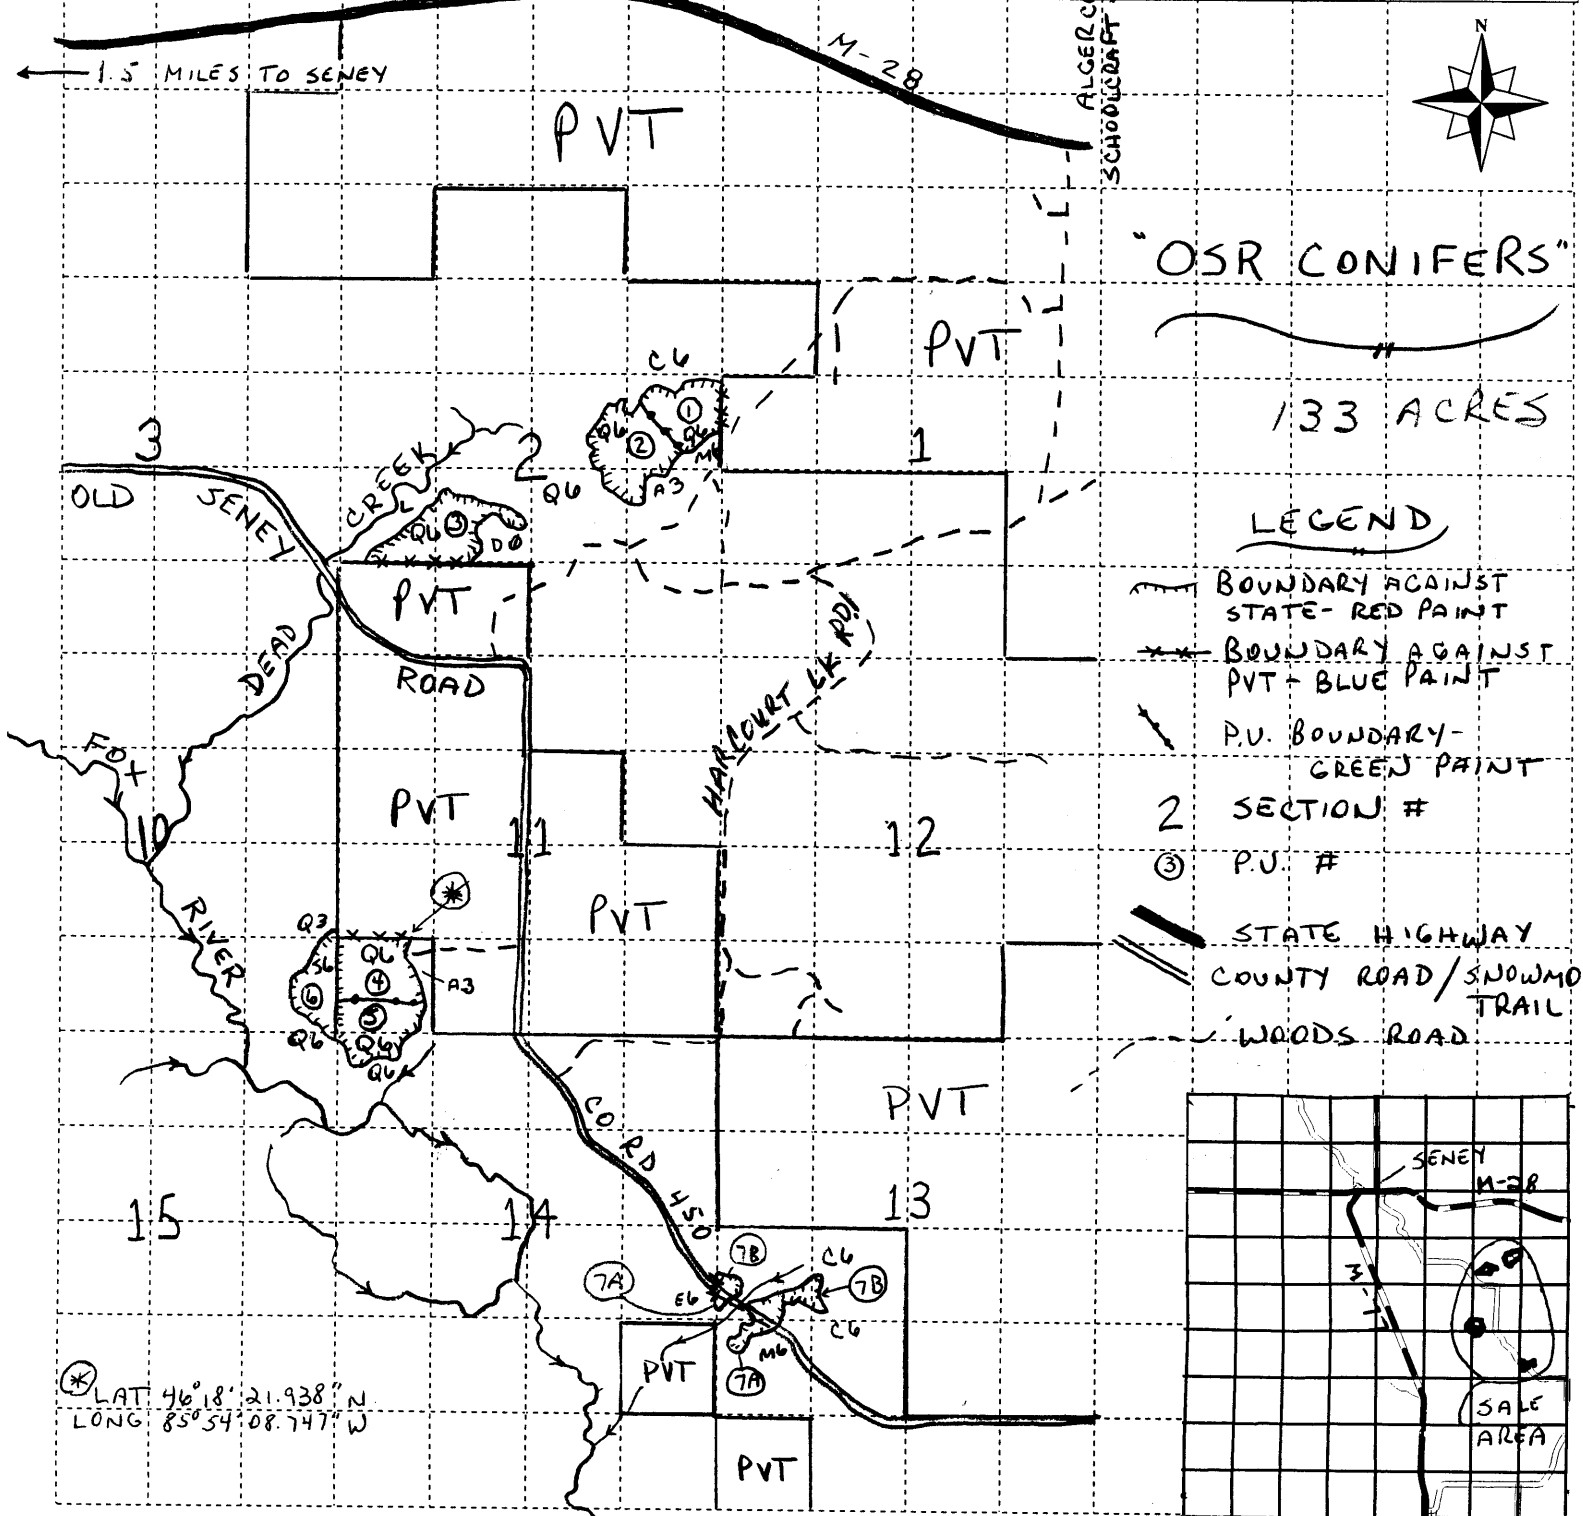 N
M-28
ALGER CO
SCHOOLCRAFT
1.5 MILES TO SENEY
PVT
"OSR CONIFERS"
133 ACRES
PVT
C6
3
2
1
Q6
①
②
Q6
M6
A3
Q6
OLD SENEY ROAD
CREEK
Q6
③
D0
PVT
DEAD
HARCOURT LK RD
LEGEND
BOUNDARY AGAINST
STATE - RED PAINT
BOUNDARY AGAINST
PVT - BLUE PAINT
P.U. BOUNDARY -
GREEN PAINT
2 SECTION #
③ P.U. #
STATE HIGHWAY
COUNTY ROAD / SNOWMO
TRAIL
WOODS ROAD
FOX
RIVER
10
PVT
11
12
*
PVT
Q3
S6
Q6
④
A3
⑥
⑤
Q6
Q6
Q6
PVT
CO RD 450
15
14
13
7B
7A
E6
C6
7B
C6
M6
7A
PVT
PVT
* LAT 46°18'21.938" N
LONG 85°54'08.747" W
SENEY
M-28
SALE
AREA